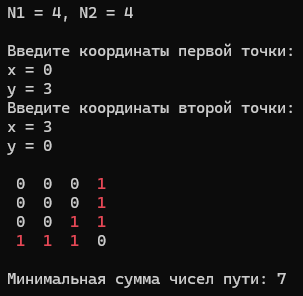 N1 = 4, N2 = 4
Введите координаты первой точки:
x = 0
y = 3
Введите координаты второй точки:
x = 3
y = 0
0 0 0 1
0 0 0 1
0 0 1 1
1 1 1 0
Минимальная сумма чисел пути: 7